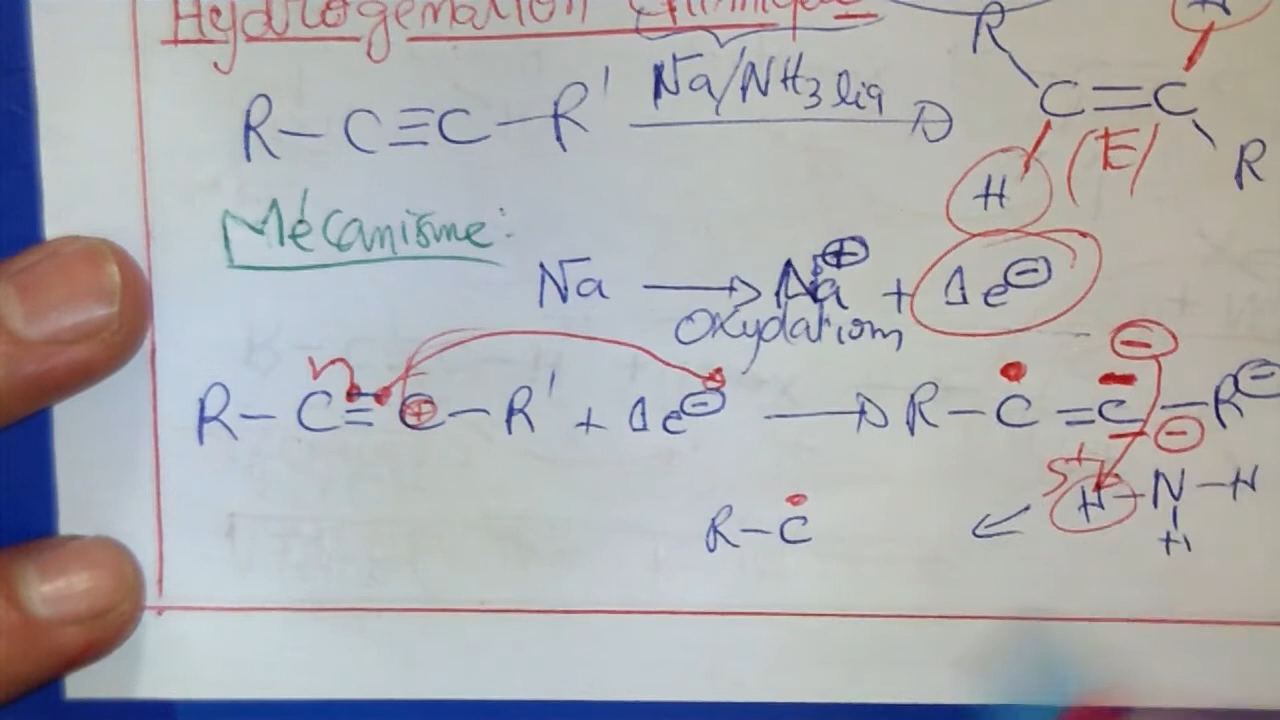 Hydrogénation chimique
R–C≡C–R' Na/NH3 liq → R C=C H
H (E) R
Mécanisme:
Na → Na⊕ + 1e⊖
Oxydation
R–C≡C–R' + 1e⊖ → R–C=C–R ⊖
δ+ H–N–H
R–C ← H